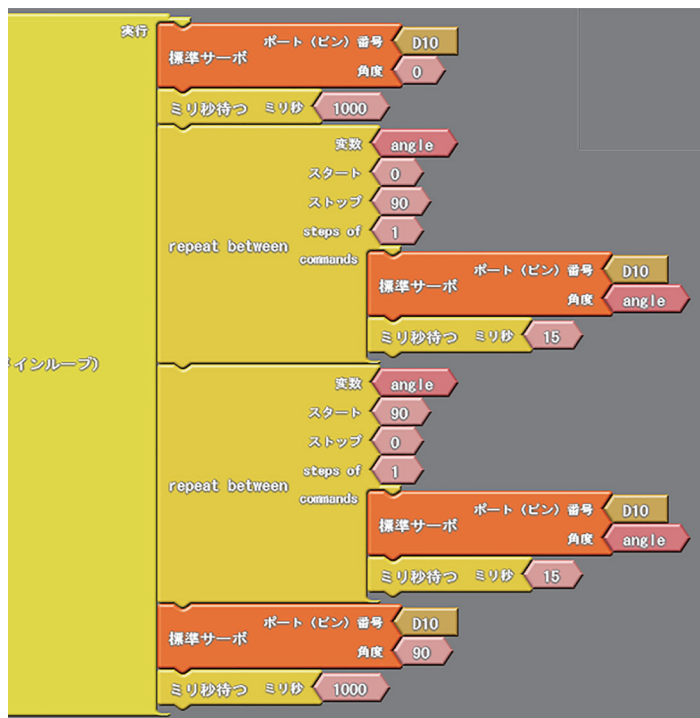 実行
標準サーボ
ポート（ピン）番号 D10
角度 0
ミリ秒待つ ミリ秒 1000
repeat between
変数 angle
スタート 0
ストップ 90
steps of 1
commands
標準サーボ
ポート（ピン）番号 D10
角度 angle
ミリ秒待つ ミリ秒 15
インループ）
repeat between
変数 angle
スタート 90
ストップ 0
steps of 1
commands
標準サーボ
ポート（ピン）番号 D10
角度 angle
ミリ秒待つ ミリ秒 15
標準サーボ
ポート（ピン）番号 D10
角度 90
ミリ秒待つ ミリ秒 1000